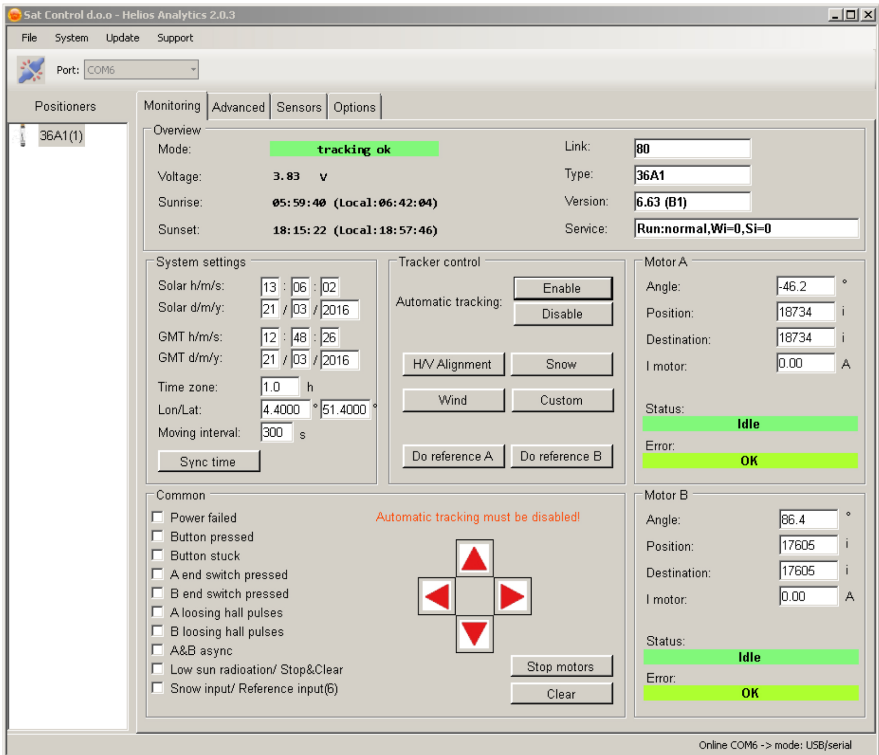 Sat Control d.o.o - Helios Analytics 2.0.3
File System Update Support
Port: COM6
Positioners
36A1(1)
Monitoring Advanced Sensors Options
Overview
Mode: tracking ok
Voltage: 3.83 V
Sunrise: 05:59:40 (Local:06:42:04)
Sunset: 18:15:22 (Local:18:57:46)
Link: 80
Type: 36A1
Version: 6.63 (B1)
Service: Run:normal,Wi=0,Si=0
System settings
Solar h/m/s: 13 : 06 : 02
Solar d/m/y: 21 / 03 / 2016
GMT h/m/s: 12 : 48 : 26
GMT d/m/y: 21 / 03 / 2016
Time zone: 1.0 h
Lon/Lat: 4.4000 ° 51.4000 °
Moving interval: 300 s
Sync time
Tracker control
Automatic tracking: Enable
Disable
H/V Alignment Snow
Wind Custom
Do reference A Do reference B
Motor A
Angle: -46.2 °
Position: 18734 i
Destination: 18734 i
I motor: 0.00 A
Status:
Idle
Error:
OK
Common
Power failed
Button pressed
Button stuck
A end switch pressed
B end switch pressed
A loosing hall pulses
B loosing hall pulses
A&B async
Low sun radioation/ Stop&Clear
Snow input/ Reference input(6)
Automatic tracking must be disabled!
Stop motors
Clear
Motor B
Angle: 86.4 °
Position: 17605 i
Destination: 17605 i
I motor: 0.00 A
Status:
Idle
Error:
OK
Online COM6 -> mode: USB/serial